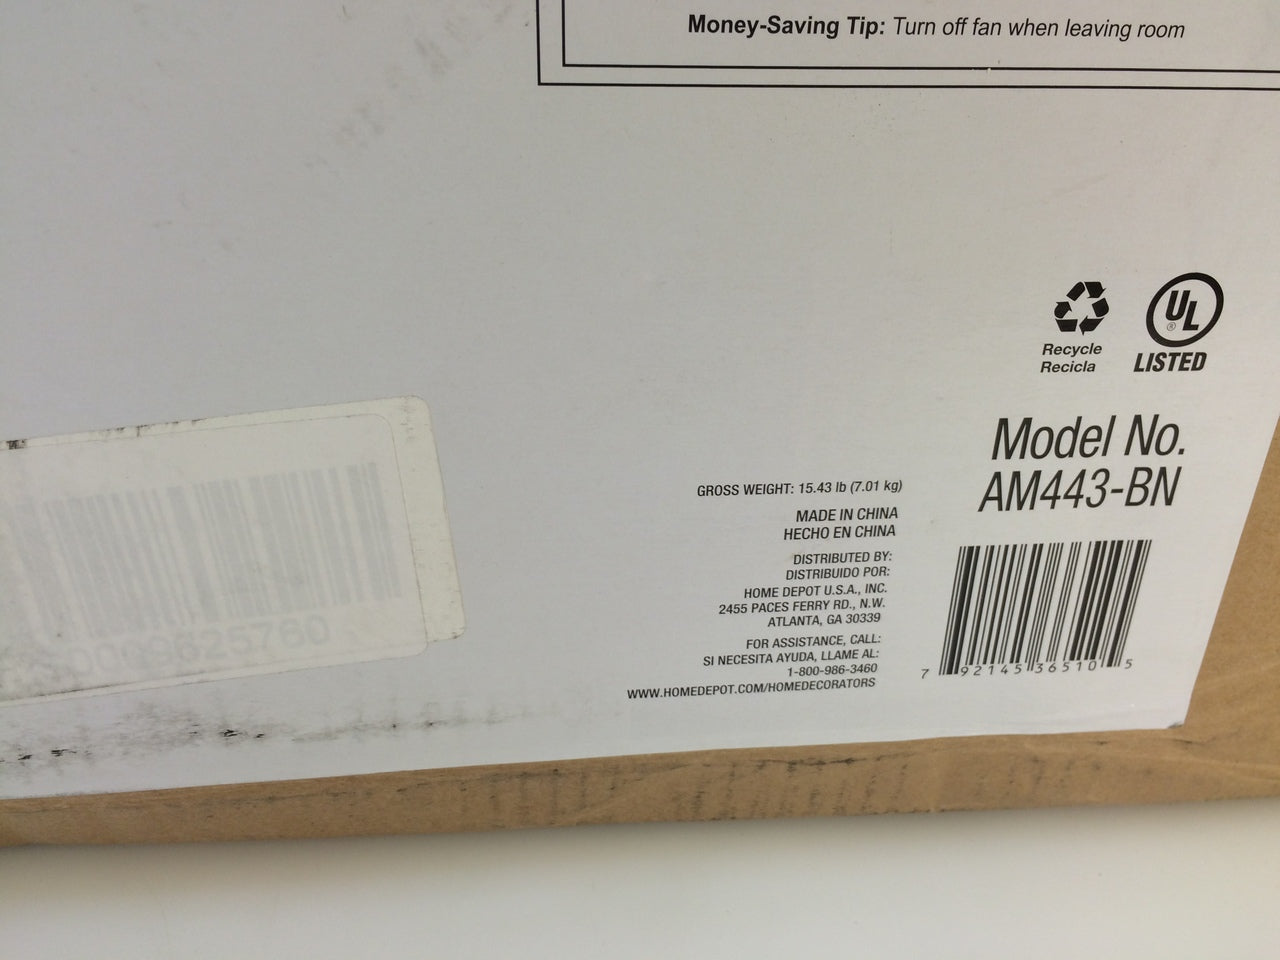 Money-Saving Tip: Turn off fan when leaving room
Recycle
Recicla
UL
®
LISTED
Model No.
AM443-BN
GROSS WEIGHT: 15.43 lb (7.01 kg)
MADE IN CHINA
HECHO EN CHINA
DISTRIBUTED BY:
DISTRIBUIDO POR:
HOME DEPOT U.S.A., INC.
2455 PACES FERRY RD., N.W.
ATLANTA, GA 30339
FOR ASSISTANCE, CALL:
SI NECESITA AYUDA, LLAME AL:
1-800-986-3460
WWW.HOMEDEPOT.COM/HOMEDECORATORS
7 92145 36510 5